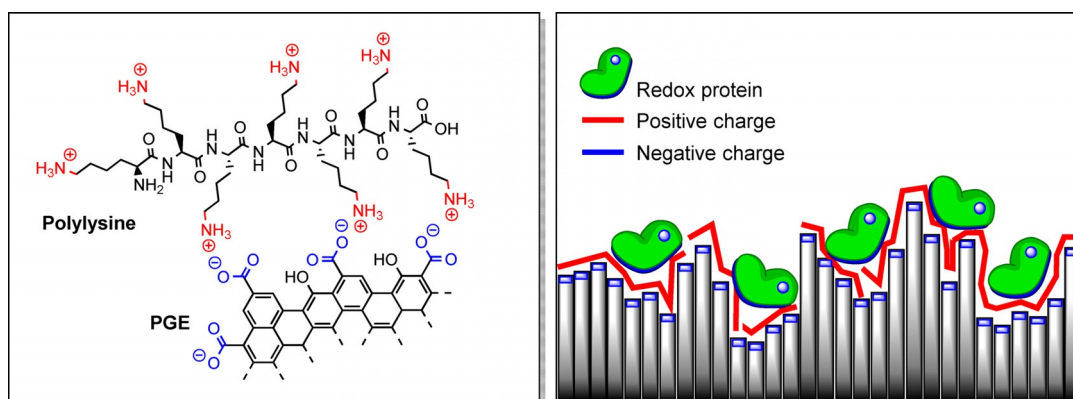 H₃N⊕
H₃N⊕
H₃N⊕
H₃N⊕
O
H
N
O
H
N
O
N
H
O
H
N
O
N
H
O
H
N
O
OH
NH₂
Polylysine
NH₃⊕
NH₃⊕
NH₃⊕
O
O⊖
HO
O
O⊖
HO
O
O⊖
O
O⊖
PGE
Redox protein
Positive charge
Negative charge